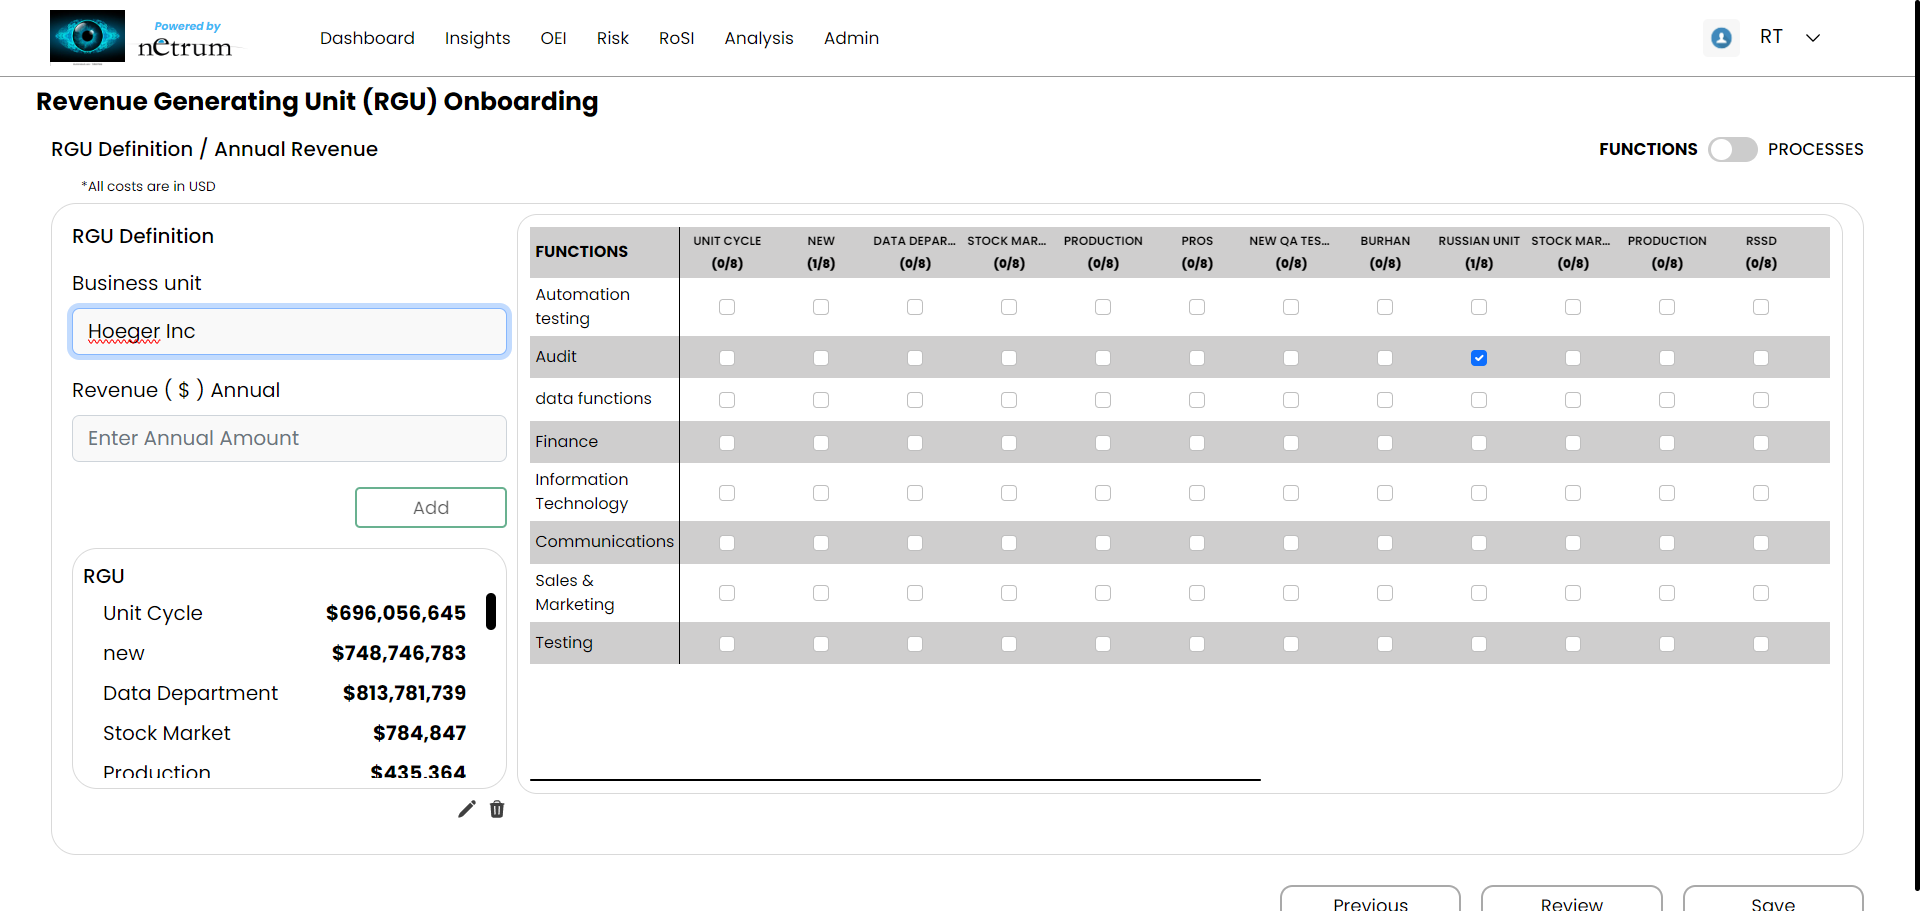 Powered by
netrum
Dashboard Insights OEI Risk RoSI Analysis Admin
RT
Revenue Generating Unit (RGU) Onboarding
RGU Definition / Annual Revenue
FUNCTIONS PROCESSES
*All costs are in USD
RGU Definition
Business unit
Hoeger Inc
Revenue ( $ ) Annual
Enter Annual Amount
Add
RGU
Unit Cycle $696,056,645
new $748,746,783
Data Department $813,781,739
Stock Market $784,847
Production $435,364
FUNCTIONS
UNIT CYCLE NEW DATA DEPAR... STOCK MAR... PRODUCTION PROS NEW QA TES... BURHAN RUSSIAN UNIT STOCK MAR... PRODUCTION RSSD
(0/8) (1/8) (0/8) (0/8) (0/8) (0/8) (0/8) (0/8) (1/8) (0/8) (0/8) (0/8)
Automation
testing
Audit
data functions
Finance
Information
Technology
Communications
Sales &
Marketing
Testing
Previous Review Save